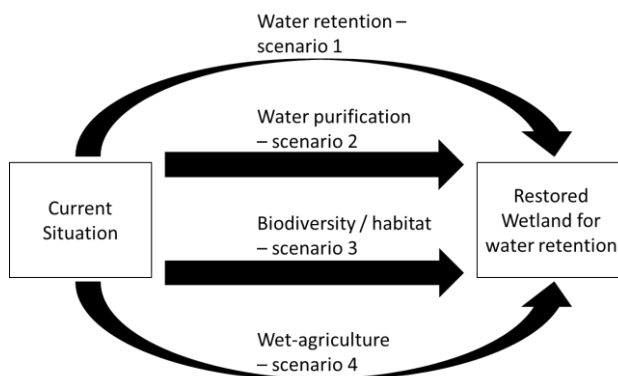 Water retention –
scenario 1
Water purification
– scenario 2
Current
Situation
Biodiversity / habitat
– scenario 3
Restored
Wetland for
water retention
Wet-agriculture
– scenario 4